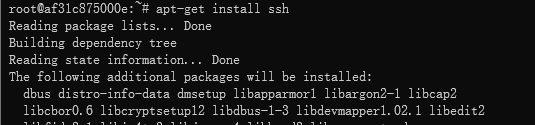 root@af31c875000e:~# apt-get install ssh
Reading package lists... Done
Building dependency tree
Reading state information... Done
The following additional packages will be installed:
dbus distro-info-data dmsetup libapparmor1 libargon2-1 libcap2
libcbor0.6 libcryptsetup12 libdbus-1-3 libdevmapper1.02.1 libedit2